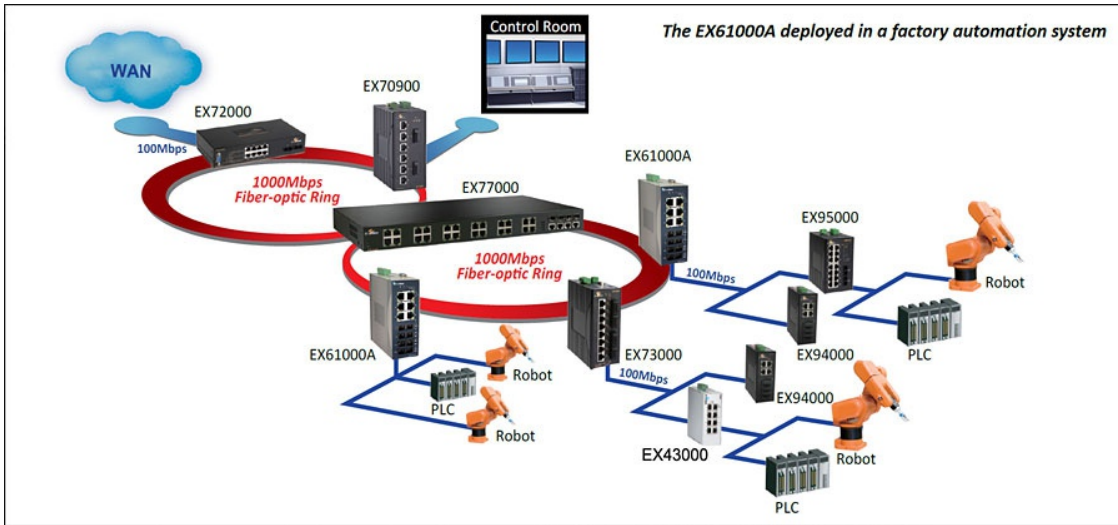 The EX61000A deployed in a factory automation system
Control Room
WAN
EX72000
EX70900
100Mbps
1000Mbps
Fiber-optic Ring
EX77000
EX61000A
1000Mbps
Fiber-optic Ring
100Mbps
EX95000
Robot
EX94000
PLC
EX61000A
Robot
PLC
Robot
EX73000
100Mbps
EX94000
EX43000
Robot
PLC